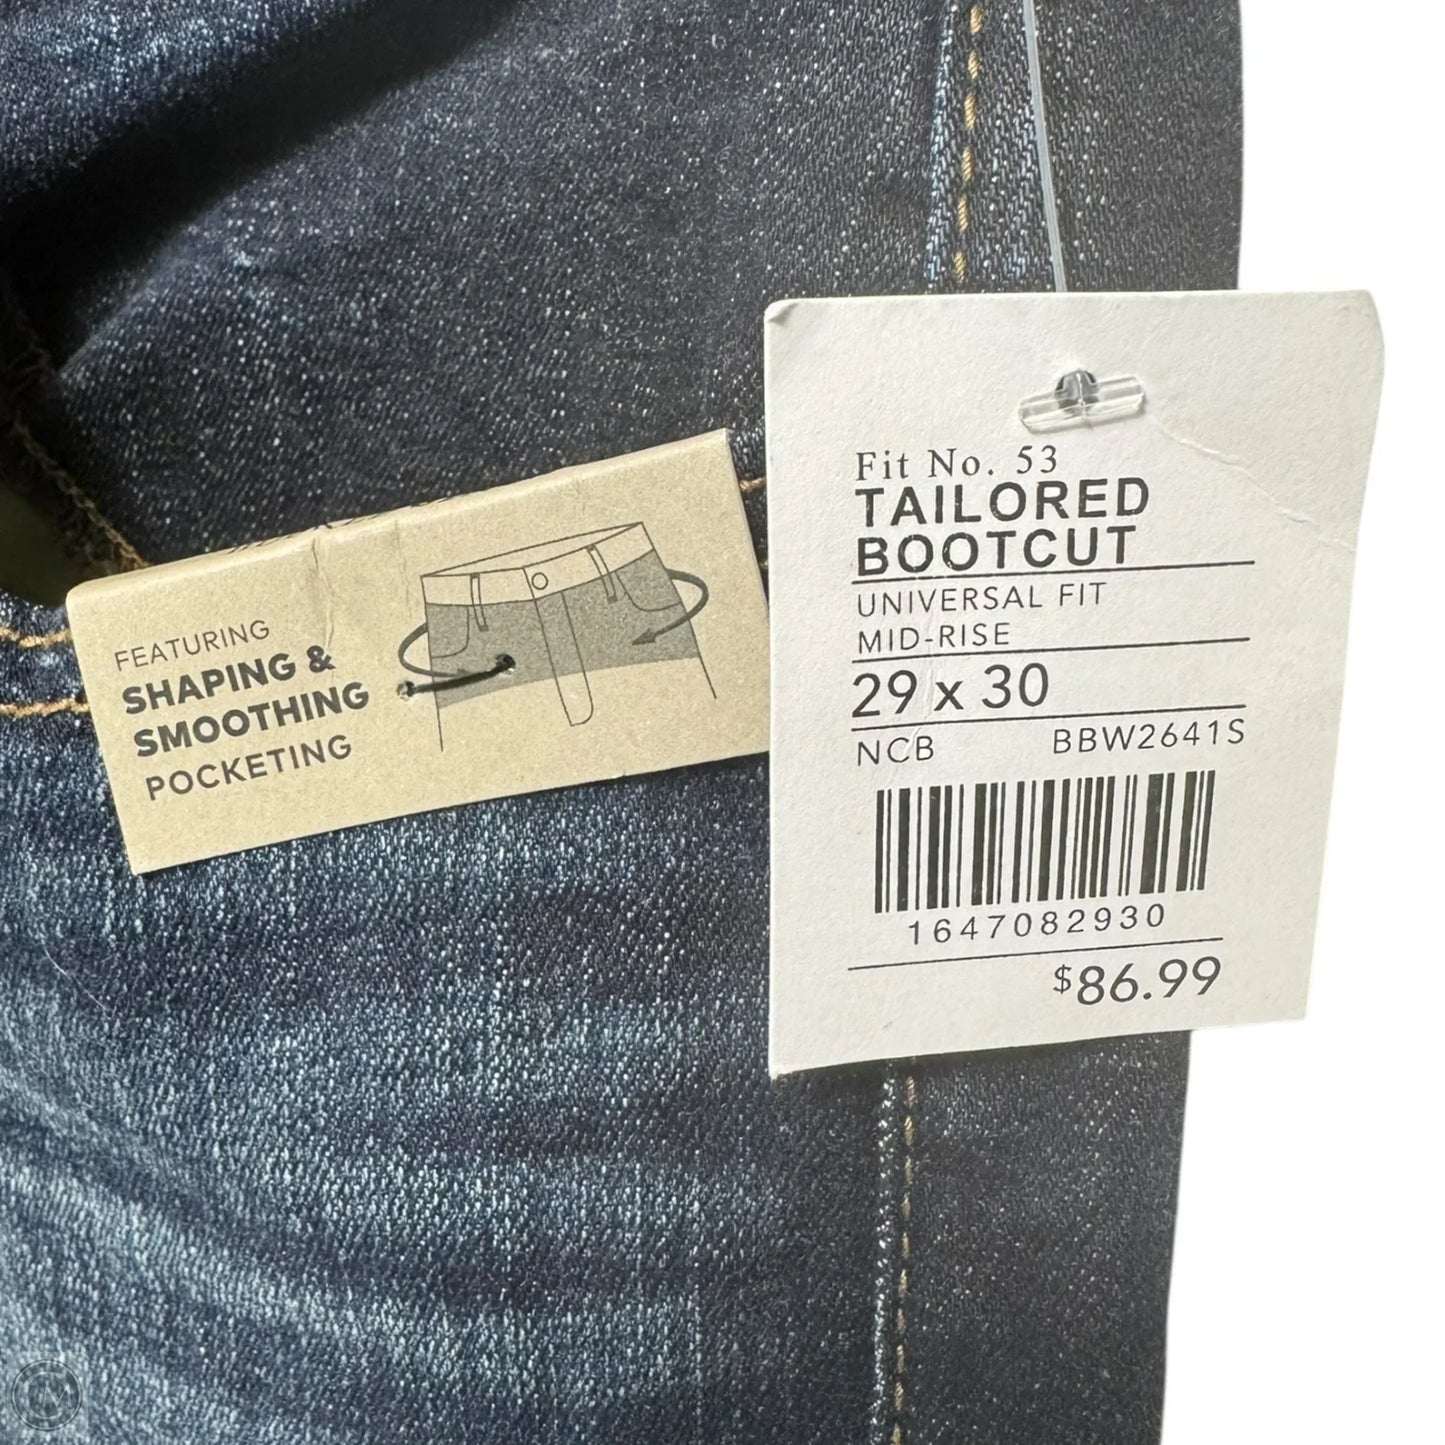 FEATURING
SHAPING &
SMOOTHING
POCKETING
Fit No. 53
TAILORED
BOOTCUT
UNIVERSAL FIT
MID-RISE
29 x 30
NCB BBW2641S
1647082930
$86.99